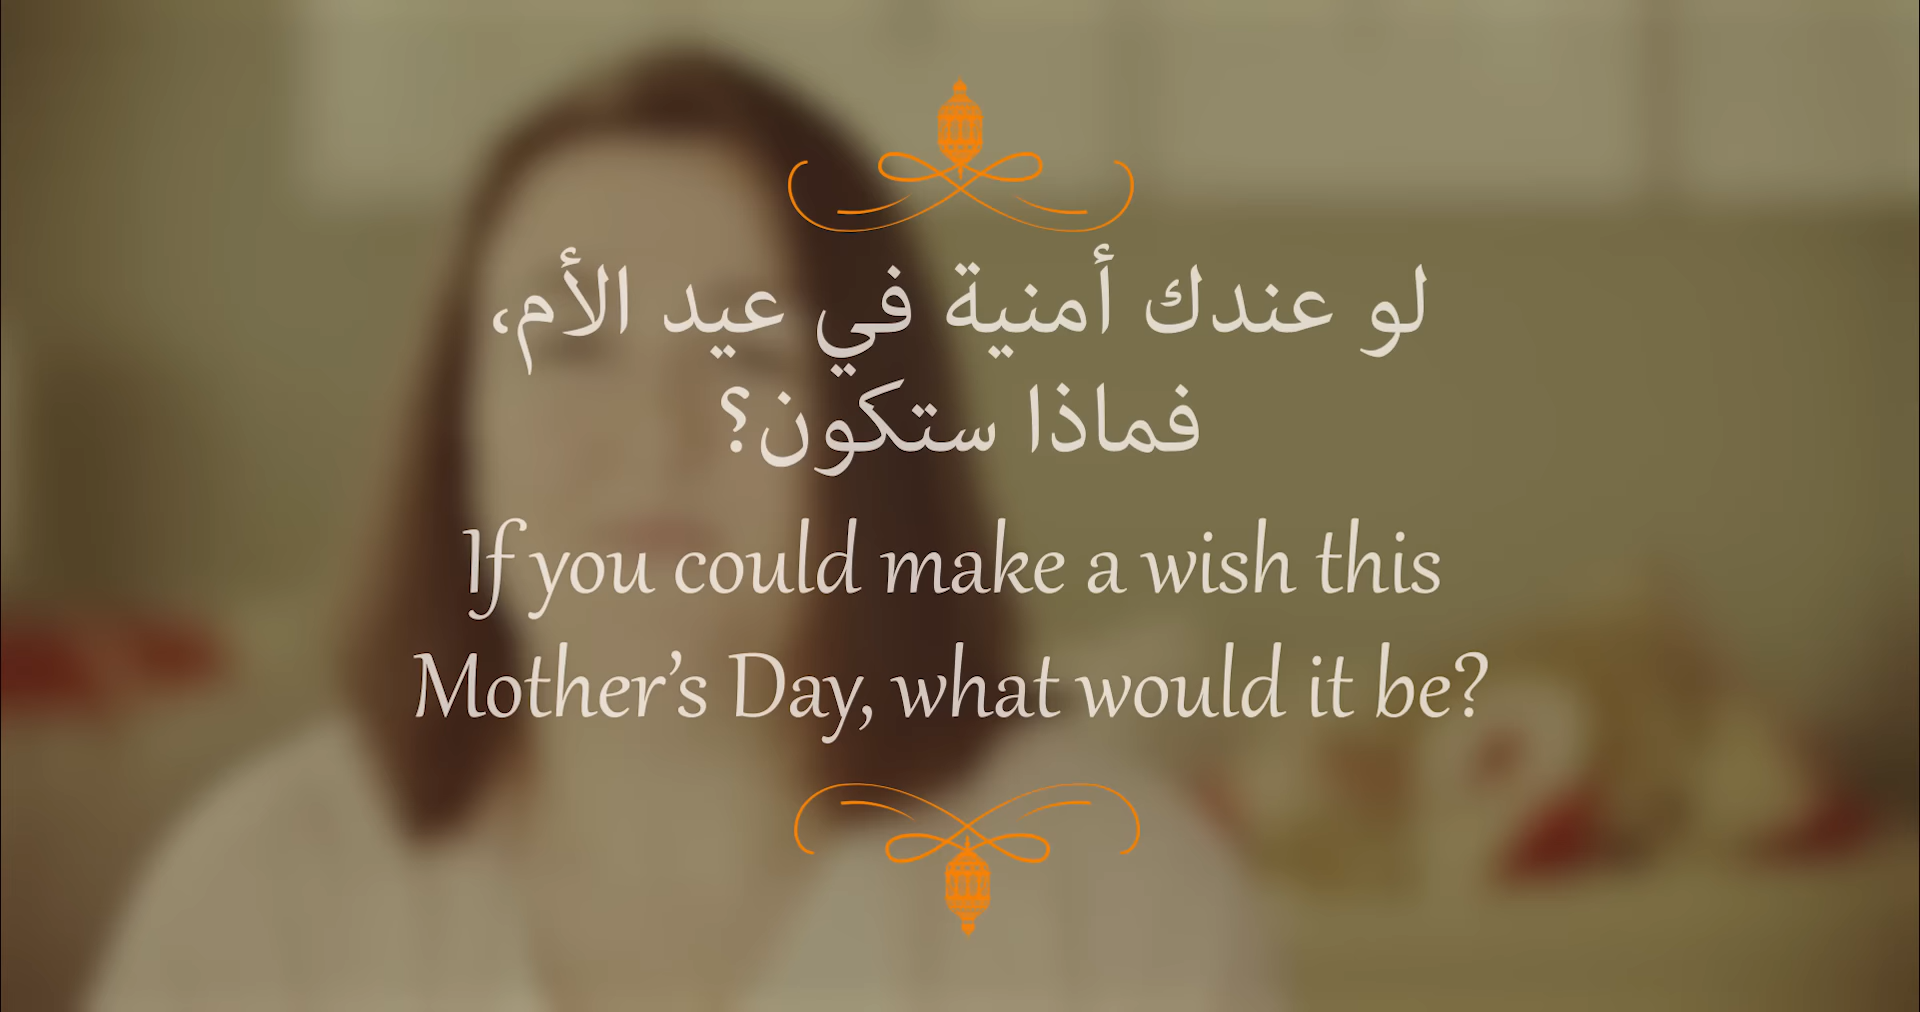 لو عندك أمنية في عيد الأم،
فماذا ستكون؟
If you could make a wish this
Mother’s Day, what would it be?